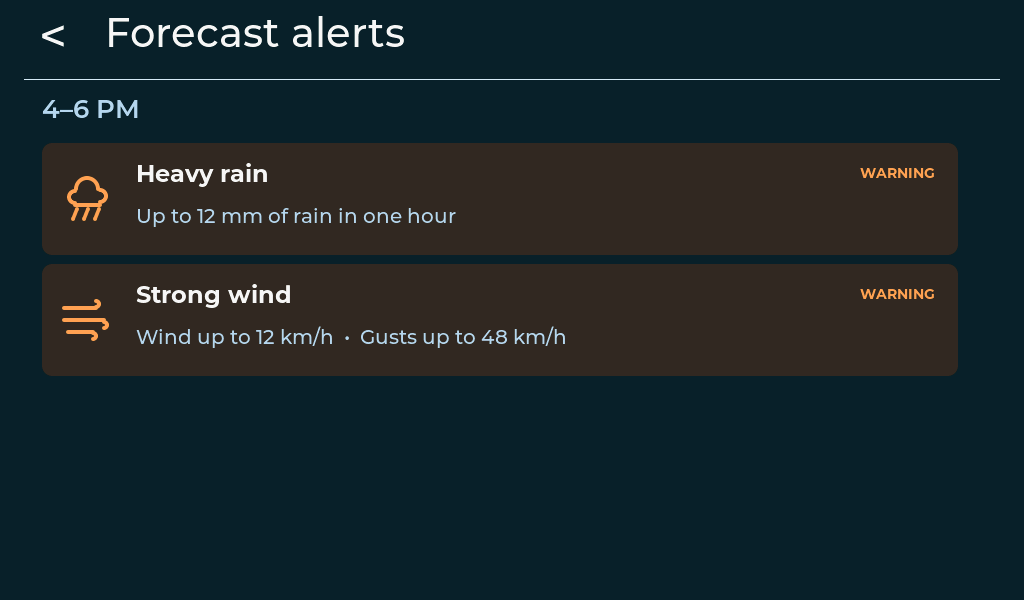 < Forecast alerts
4–6 PM
Heavy rain WARNING
Up to 12 mm of rain in one hour
Strong wind WARNING
Wind up to 12 km/h • Gusts up to 48 km/h